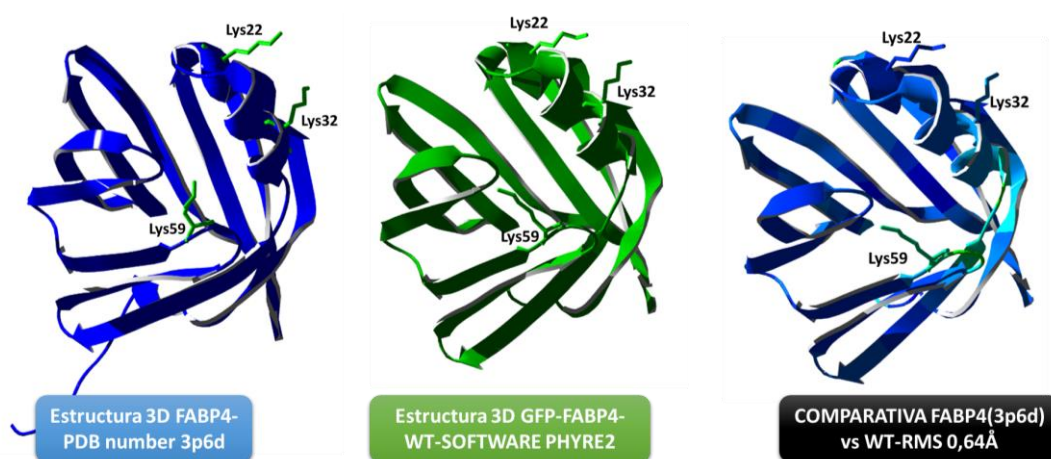 Lys22
Lys32
Lys59
Estructura 3D FABP4-
PDB number 3p6d
Lys22
Lys32
Lys59
Estructura 3D GFP-FABP4-
WT-SOFTWARE PHYRE2
Lys22
Lys32
Lys59
COMPARATIVA FABP4(3p6d)
vs WT-RMS 0,64Å